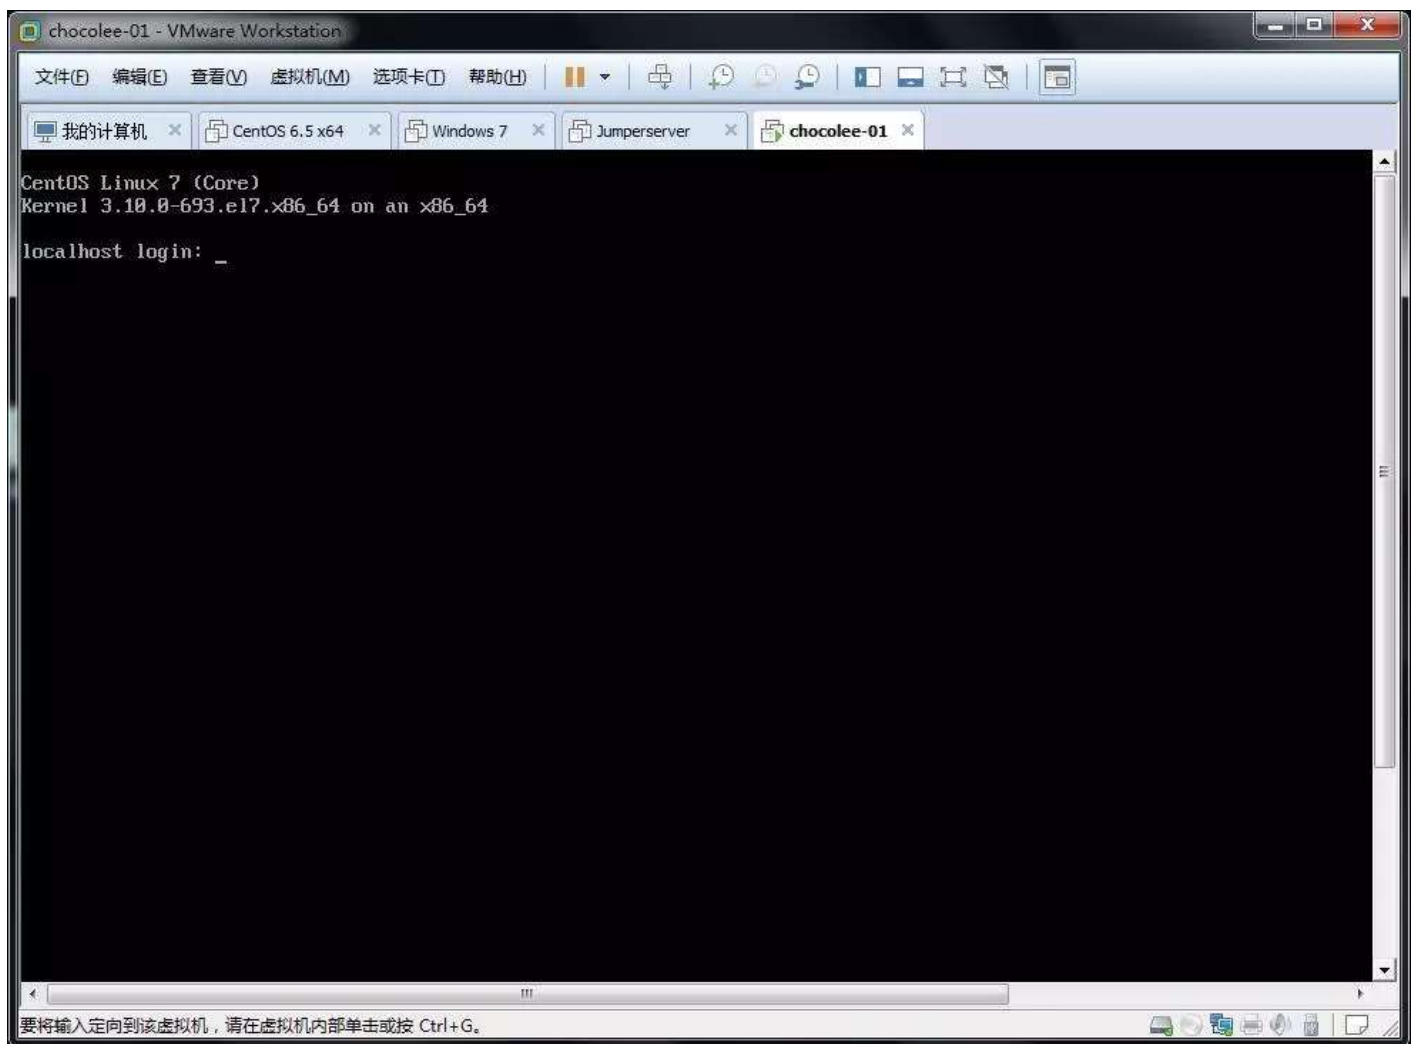 chocolee-01 - VMware Workstation
文件(F) 编辑(E) 查看(V) 虚拟机(M) 选项卡(T) 帮助(H)
我的计算机 CentOS 6.5 x64 Windows 7 Jumperserver chocolee-01
CentOS Linux 7 (Core)
Kernel 3.10.0-693.el7.x86_64 on an x86_64
localhost login: _
要将输入定向到该虚拟机，请在虚拟机内部单击或按 Ctrl+G。